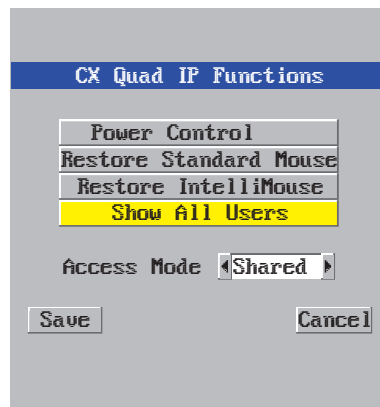 CX Quad IP Functions
Power Control
Restore Standard Mouse
Restore IntelliMouse
Show All Users
Access Mode Shared
Save Cancel